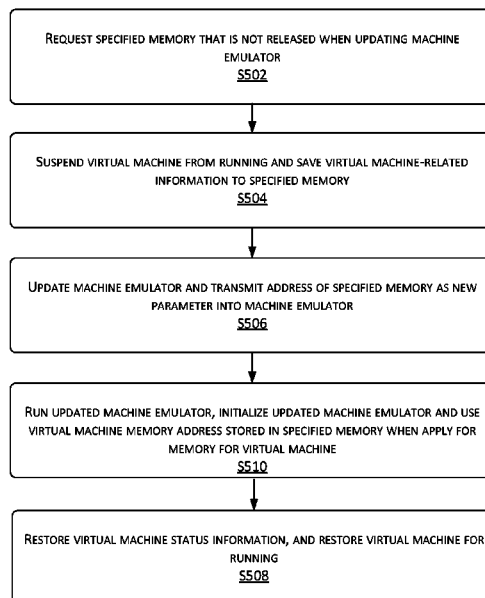 REQUEST SPECIFIED MEMORY THAT IS NOT RELEASED WHEN UPDATING MACHINE
EMULATOR
S502
SUSPEND VIRTUAL MACHINE FROM RUNNING AND SAVE VIRTUAL MACHINE-RELATED
INFORMATION TO SPECIFIED MEMORY
S504
UPDATE MACHINE EMULATOR AND TRANSMIT ADDRESS OF SPECIFIED MEMORY AS NEW
PARAMETER INTO MACHINE EMULATOR
S506
RUN UPDATED MACHINE EMULATOR, INITIALIZE UPDATED MACHINE EMULATOR AND USE
VIRTUAL MACHINE MEMORY ADDRESS STORED IN SPECIFIED MEMORY WHEN APPLY FOR
MEMORY FOR VIRTUAL MACHINE
S510
RESTORE VIRTUAL MACHINE STATUS INFORMATION, AND RESTORE VIRTUAL MACHINE FOR
RUNNING
S508